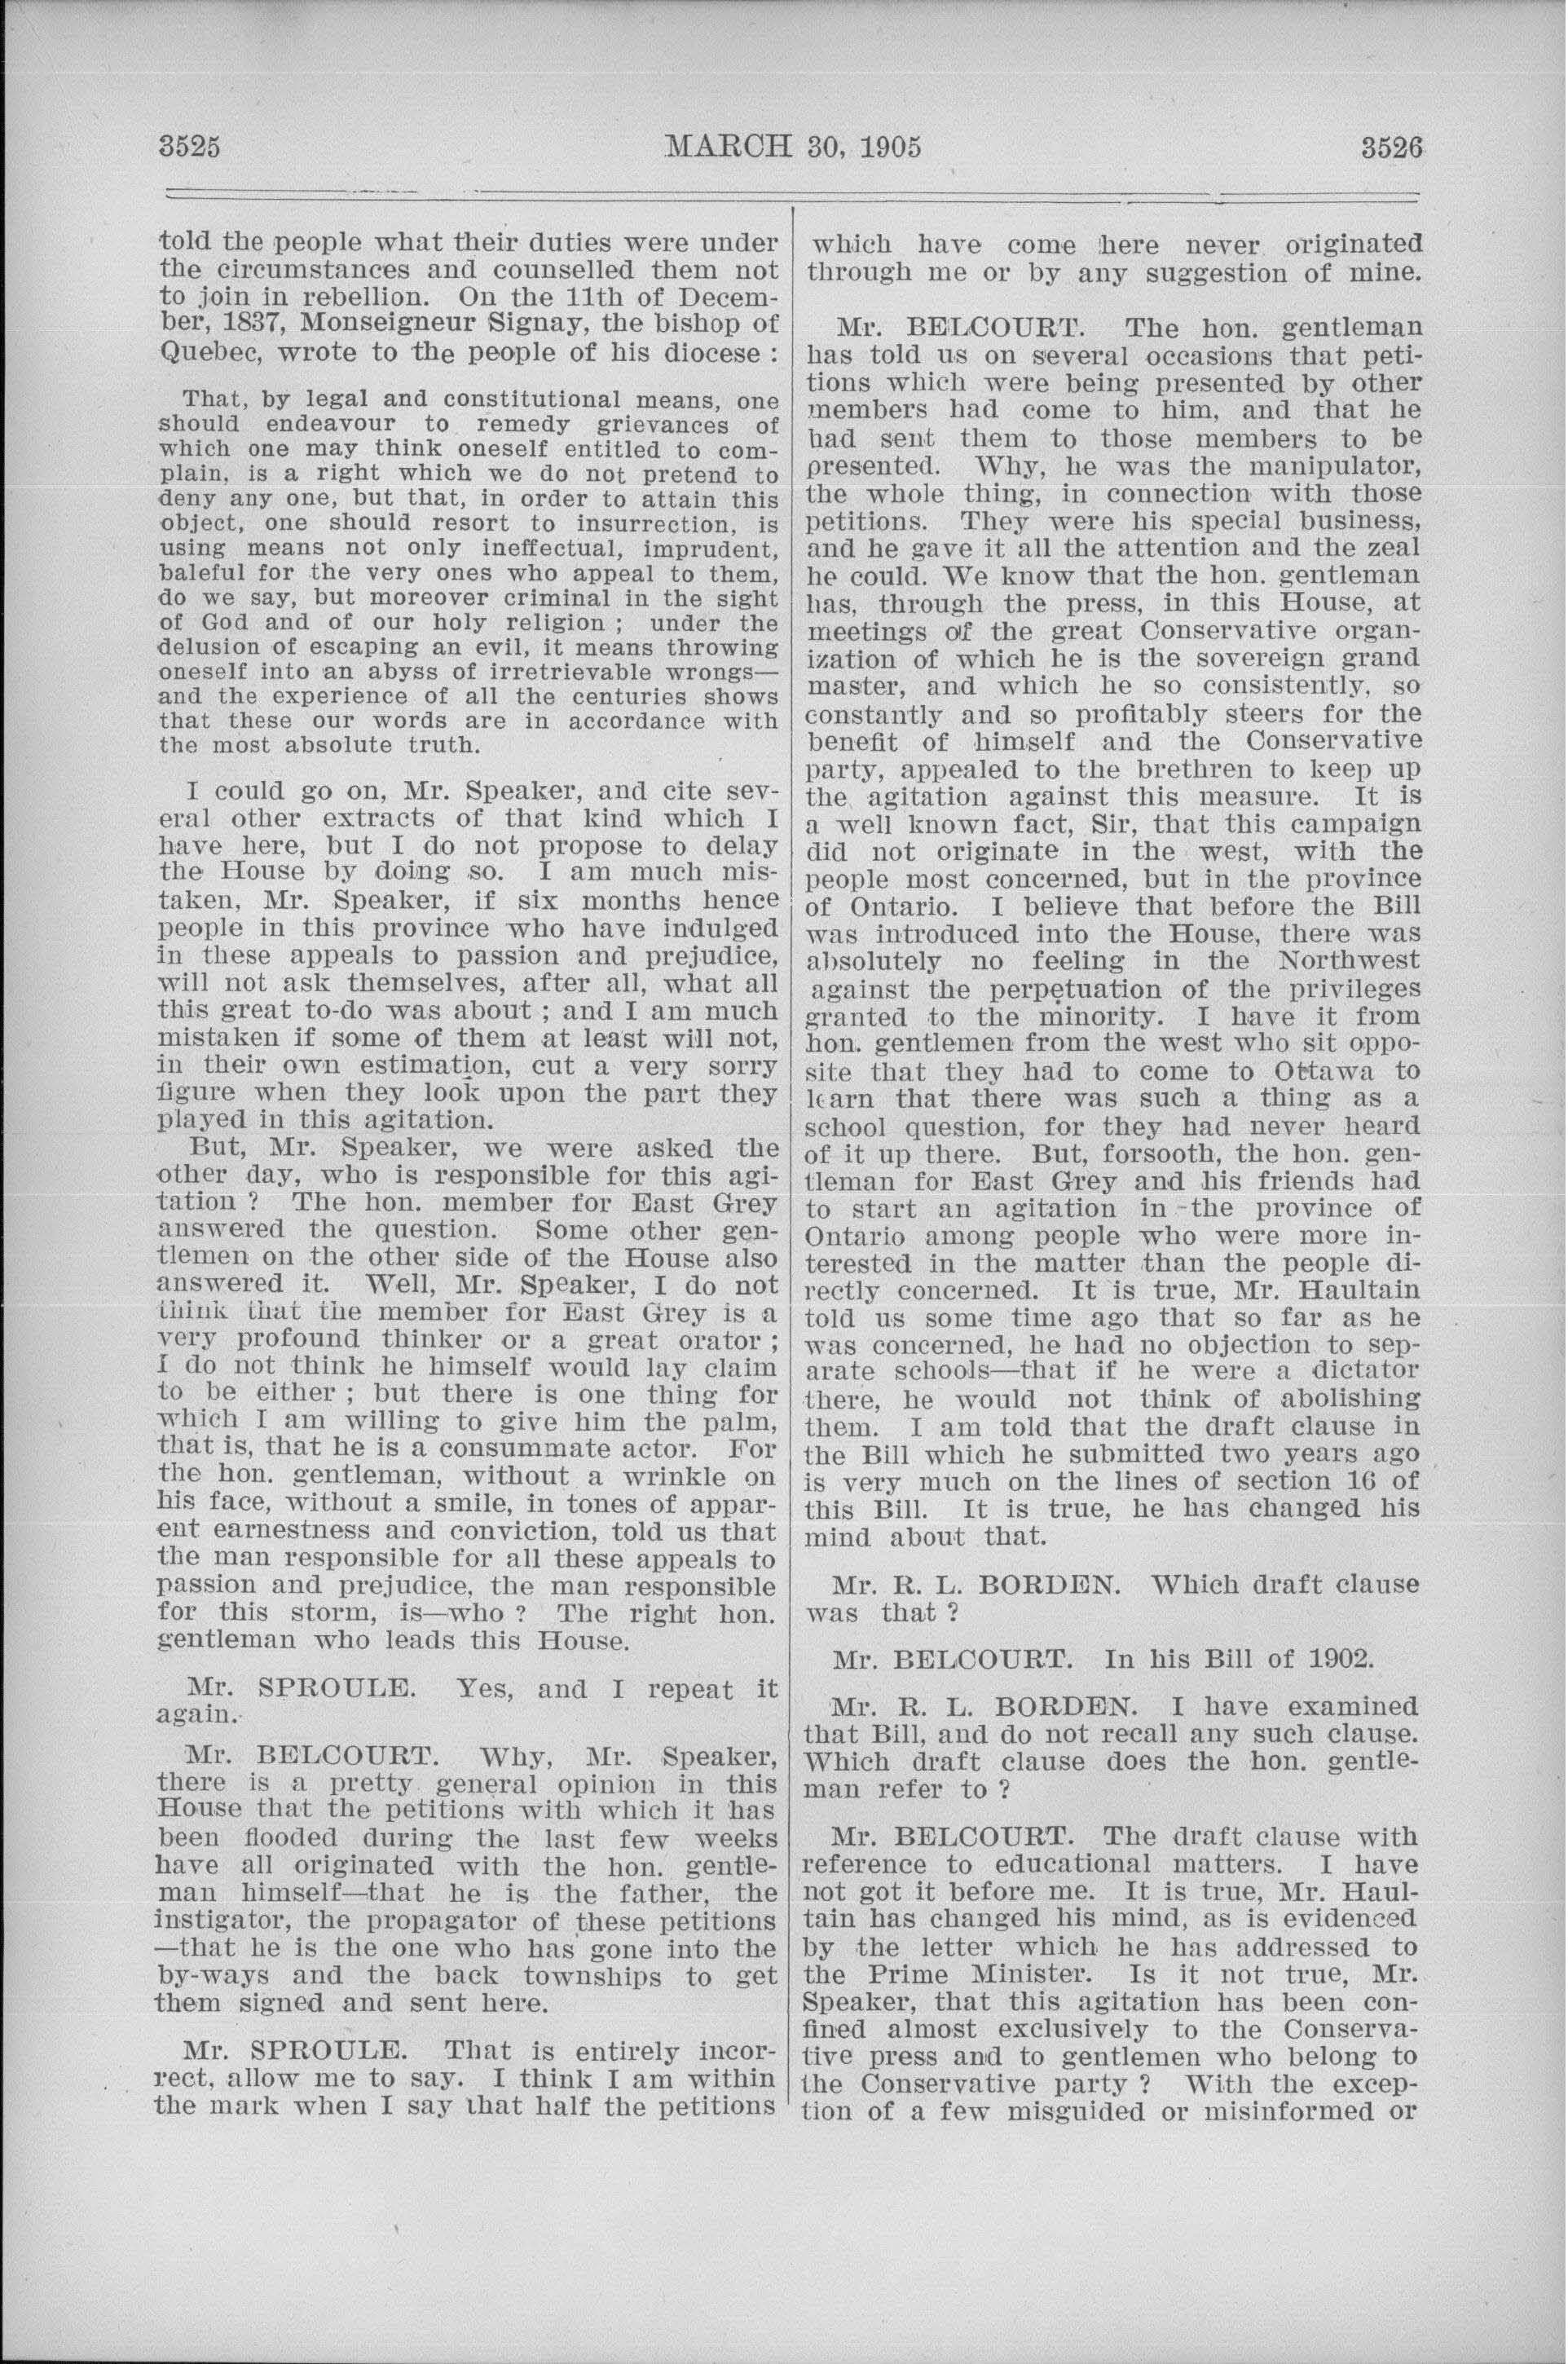 3525
MARCH 30, 1905
3526
told the people what their duties were under
the circumstances and counselled them not
to join in rebellion. On the 11th of Decem-
ber, 1837, Monseigneur Signay, the bishop of
Quebec, wrote to the people of his diocese :
That, by legal and constitutional means, one
should endeavour to remedy grievances of
which one may think oneself entitled to com-
plain, is a right which we do not pretend to
deny any one, but that, in order to attain this
object, one should resort to insurrection, is
using means not only ineffectual, imprudent,
baleful for the very ones who appeal to them,
do we say, but moreover criminal in the sight
of God and of our holy religion ; under the
delusion of escaping an evil, it means throwing
oneself into an abyss of irretrievable wrongs—
and the experience of all the centuries shows
that these our words are in accordance with
the most absolute truth.
I could go on, Mr. Speaker, and cite sev-
eral other extracts of that kind which I
have here, but I do not propose to delay
the House by doing so. I am much mis-
taken, Mr. Speaker, if six months hence
people in this province who have indulged
in these appeals to passion and prejudice,
will not ask themselves, after all, what all
this great to-do was about ; and I am much
mistaken if some of them at least will not,
in their own estimation, cut a very sorry
figure when they look upon the part they
played in this agitation.
But, Mr. Speaker, we were asked the
other day, who is responsible for this agi-
tation ? The hon. member for East Grey
answered the question. Some other gen-
tlemen on the other side of the House also
answered it. Well, Mr. Speaker, I do not
think that the member for East Grey is a
very profound thinker or a great orator ;
I do not think he himself would lay claim
to be either ; but there is one thing for
which I am willing to give him the palm,
that is, that he is a consummate actor. For
the hon. gentleman, without a wrinkle on
his face, without a smile, in tones of appar-
ent earnestness and conviction, told us that
the man responsible for all these appeals to
passion and prejudice, the man responsible
for this storm, is—who ? The right hon.
gentleman who leads this House.
Mr. SPROULE. Yes, and I repeat it
again.
Mr. BELCOURT. Why, Mr. Speaker,
there is a pretty general opinion in this
House that the petitions with which it has
been flooded during the last few weeks
have all originated with the hon. gentle-
man himself—that he is the father, the
instigator, the propagator of these petitions
—that he is the one who has gone into the
by-ways and the back townships to get
them signed and sent here.
Mr. SPROULE. That is entirely incor-
rect, allow me to say. I think I am within
the mark when I say that half the petitions
which have come here never originated
through me or by any suggestion of mine.
Mr. BELCOURT. The hon. gentleman
has told us on several occasions that peti-
tions which were being presented by other
members had come to him, and that he
had sent them to those members to be
presented. Why, he was the manipulator,
the whole thing, in connection with those
petitions. They were his special business,
and he gave it all the attention and the zeal
he could. We know that the hon. gentleman
has, through the press, in this House, at
meetings of the great Conservative organ-
ization of which he is the sovereign grand
master, and which he so consistently, so
constantly and so profitably steers for the
benefit of himself and the Conservative
party, appealed to the brethren to keep up
the agitation against this measure. It is
a well known fact, Sir, that this campaign
did not originate in the west, with the
people most concerned, but in the province
of Ontario. I believe that before the Bill
was introduced into the House, there was
absolutely no feeling in the Northwest
against the perpetuation of the privileges
granted to the minority. I have it from
hon. gentlemen from the west who sit oppo-
site that they had to come to Ottawa to
learn that there was such a thing as a
school question, for they had never heard
of it up there. But, forsooth, the hon. gen-
tleman for East Grey and his friends had
to start an agitation in the province of
Ontario among people who were more in-
terested in the matter than the people di-
rectly concerned. It is true, Mr. Haultain
told us some time ago that so far as he
was concerned, he had no objection to sep-
arate schools—that if he were a dictator
there, he would not think of abolishing
them. I am told that the draft clause in
the Bill which he submitted two years ago
is very much on the lines of section 16 of
this Bill. It is true, he has changed his
mind about that.
Mr. R. L. BORDEN. Which draft clause
was that ?
Mr. BELCOURT. In his Bill of 1902.
Mr. R. L. BORDEN. I have examined
that Bill, and do not recall any such clause.
Which draft clause does the hon. gentle-
man refer to ?
Mr. BELCOURT. The draft clause with
reference to educational matters. I have
not got it before me. It is true, Mr. Haul-
tain has changed his mind, as is evidenced
by the letter which he has addressed to
the Prime Minister. Is it not true, Mr.
Speaker, that this agitation has been con-
fined almost exclusively to the Conserva-
tive press and to gentlemen who belong to
the Conservative party ? With the excep-
tion of a few misguided or misinformed or